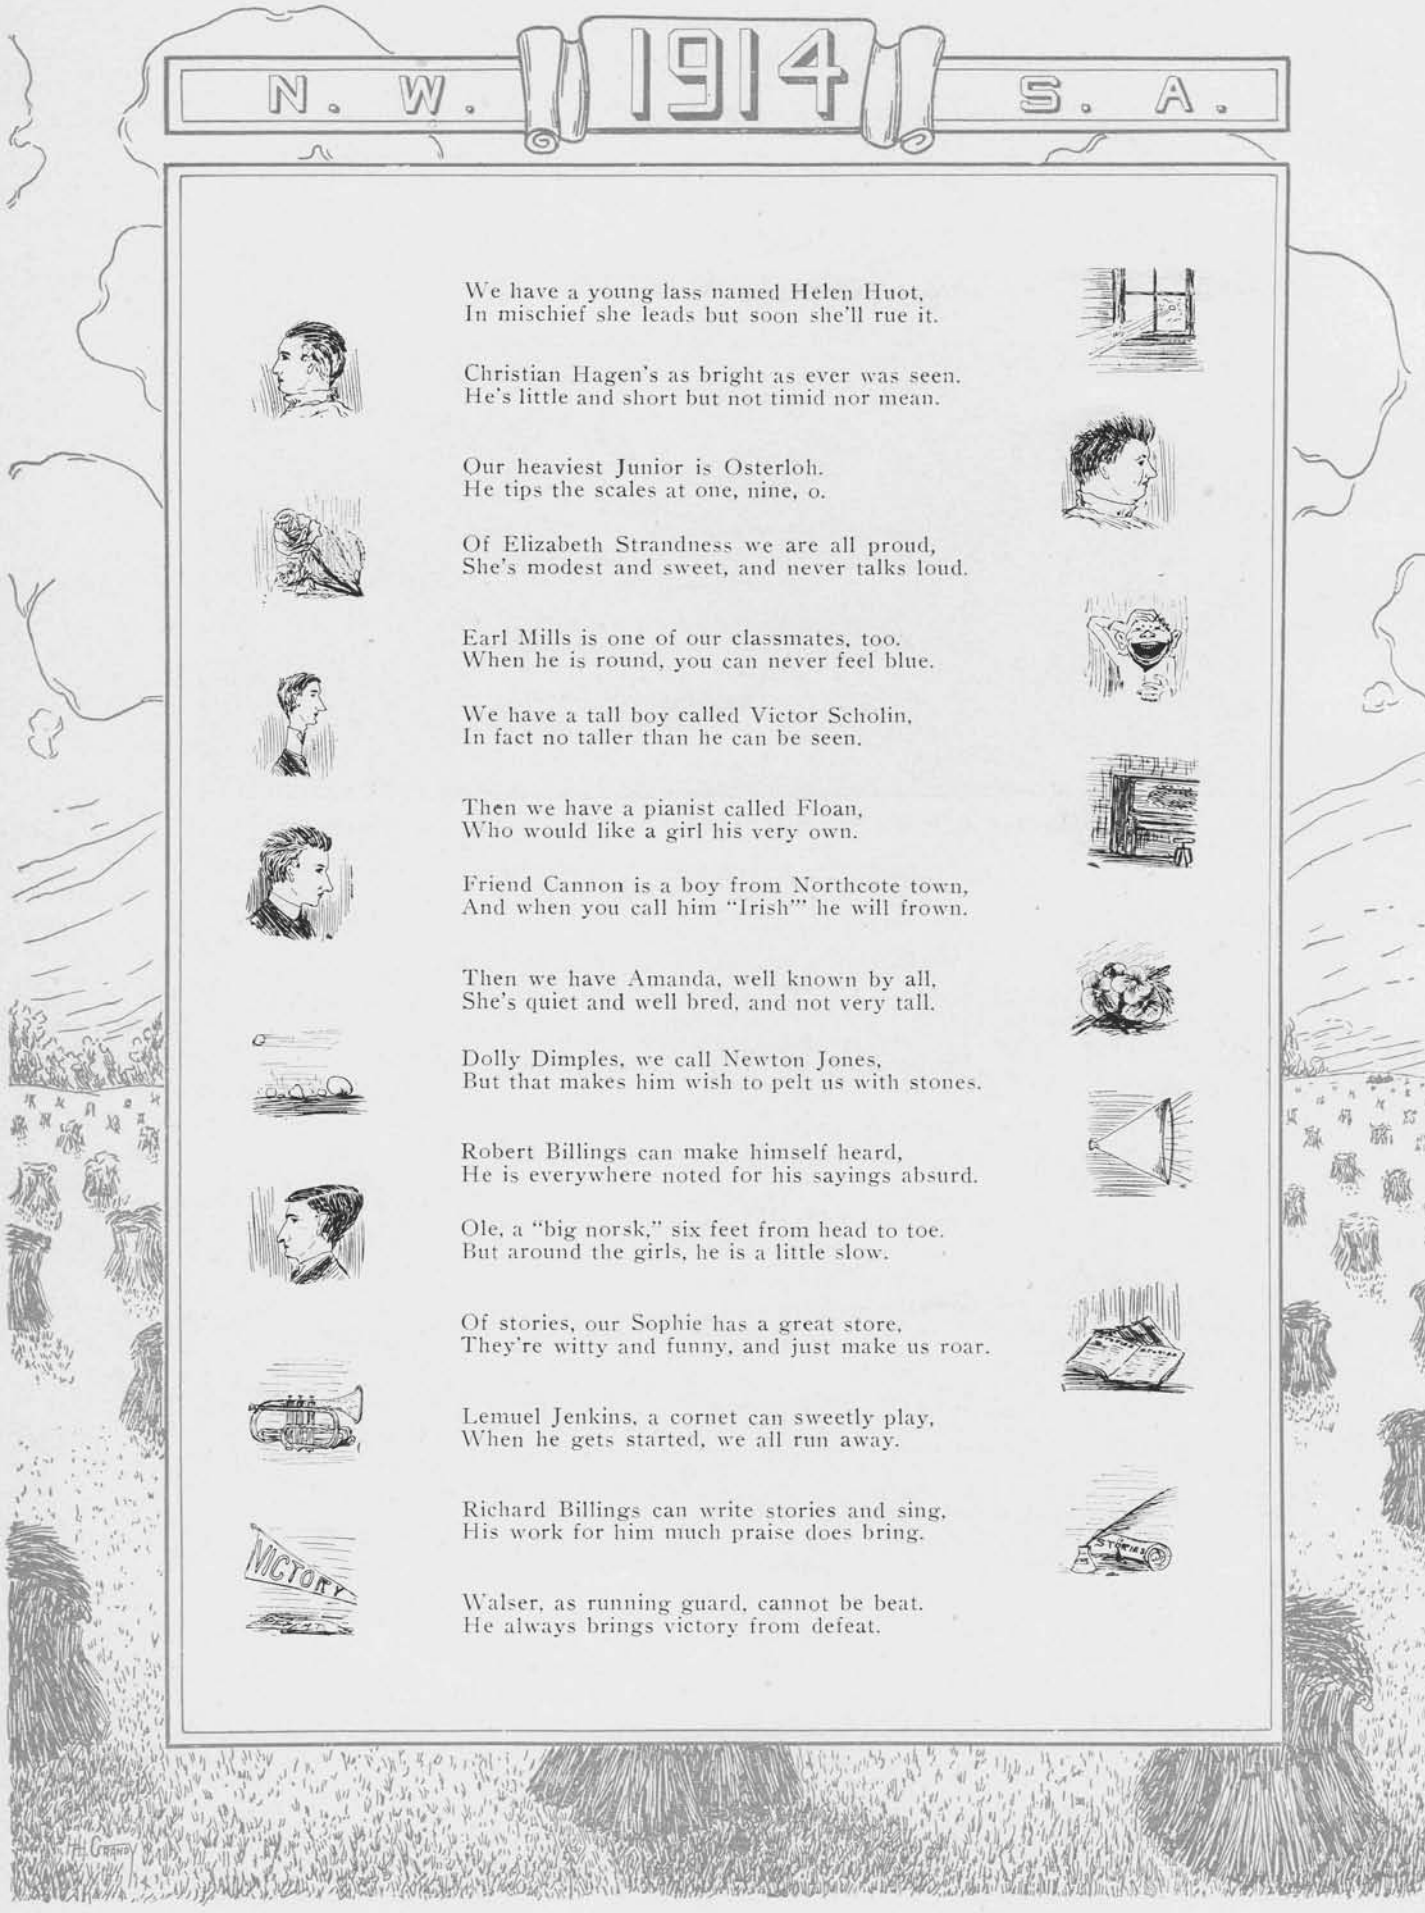 N. W. 1914 S. A.
We have a young lass named Helen Huot,
In mischief she leads but soon she'll rue it.
Christian Hagen's as bright as ever was seen.
He's little and short but not timid nor mean.
Our heaviest Junior is Osterloh.
He tips the scales at one, nine, o.
Of Elizabeth Strandness we are all proud,
She's modest and sweet, and never talks loud.
Earl Mills is one of our classmates, too.
When he is round, you can never feel blue.
We have a tall boy called Victor Scholin,
In fact no taller than he can be seen.
Then we have a pianist called Floan,
Who would like a girl his very own.
Friend Cannon is a boy from Northcote town,
And when you call him "Irish"' he will frown.
Then we have Amanda, well known by all,
She's quiet and well bred, and not very tall.
Dolly Dimples, we call Newton Jones,
But that makes him wish to pelt us with stones.
Robert Billings can make himself heard,
He is everywhere noted for his sayings absurd.
Ole, a "big norsk," six feet from head to toe.
But around the girls, he is a little slow.
Of stories, our Sophie has a great store,
They're witty and funny, and just make us roar.
Lemuel Jenkins, a cornet can sweetly play,
When he gets started, we all run away.
Richard Billings can write stories and sing,
His work for him much praise does bring.
STORIES
VICTORY
Walser, as running guard, cannot be beat.
He always brings victory from defeat.